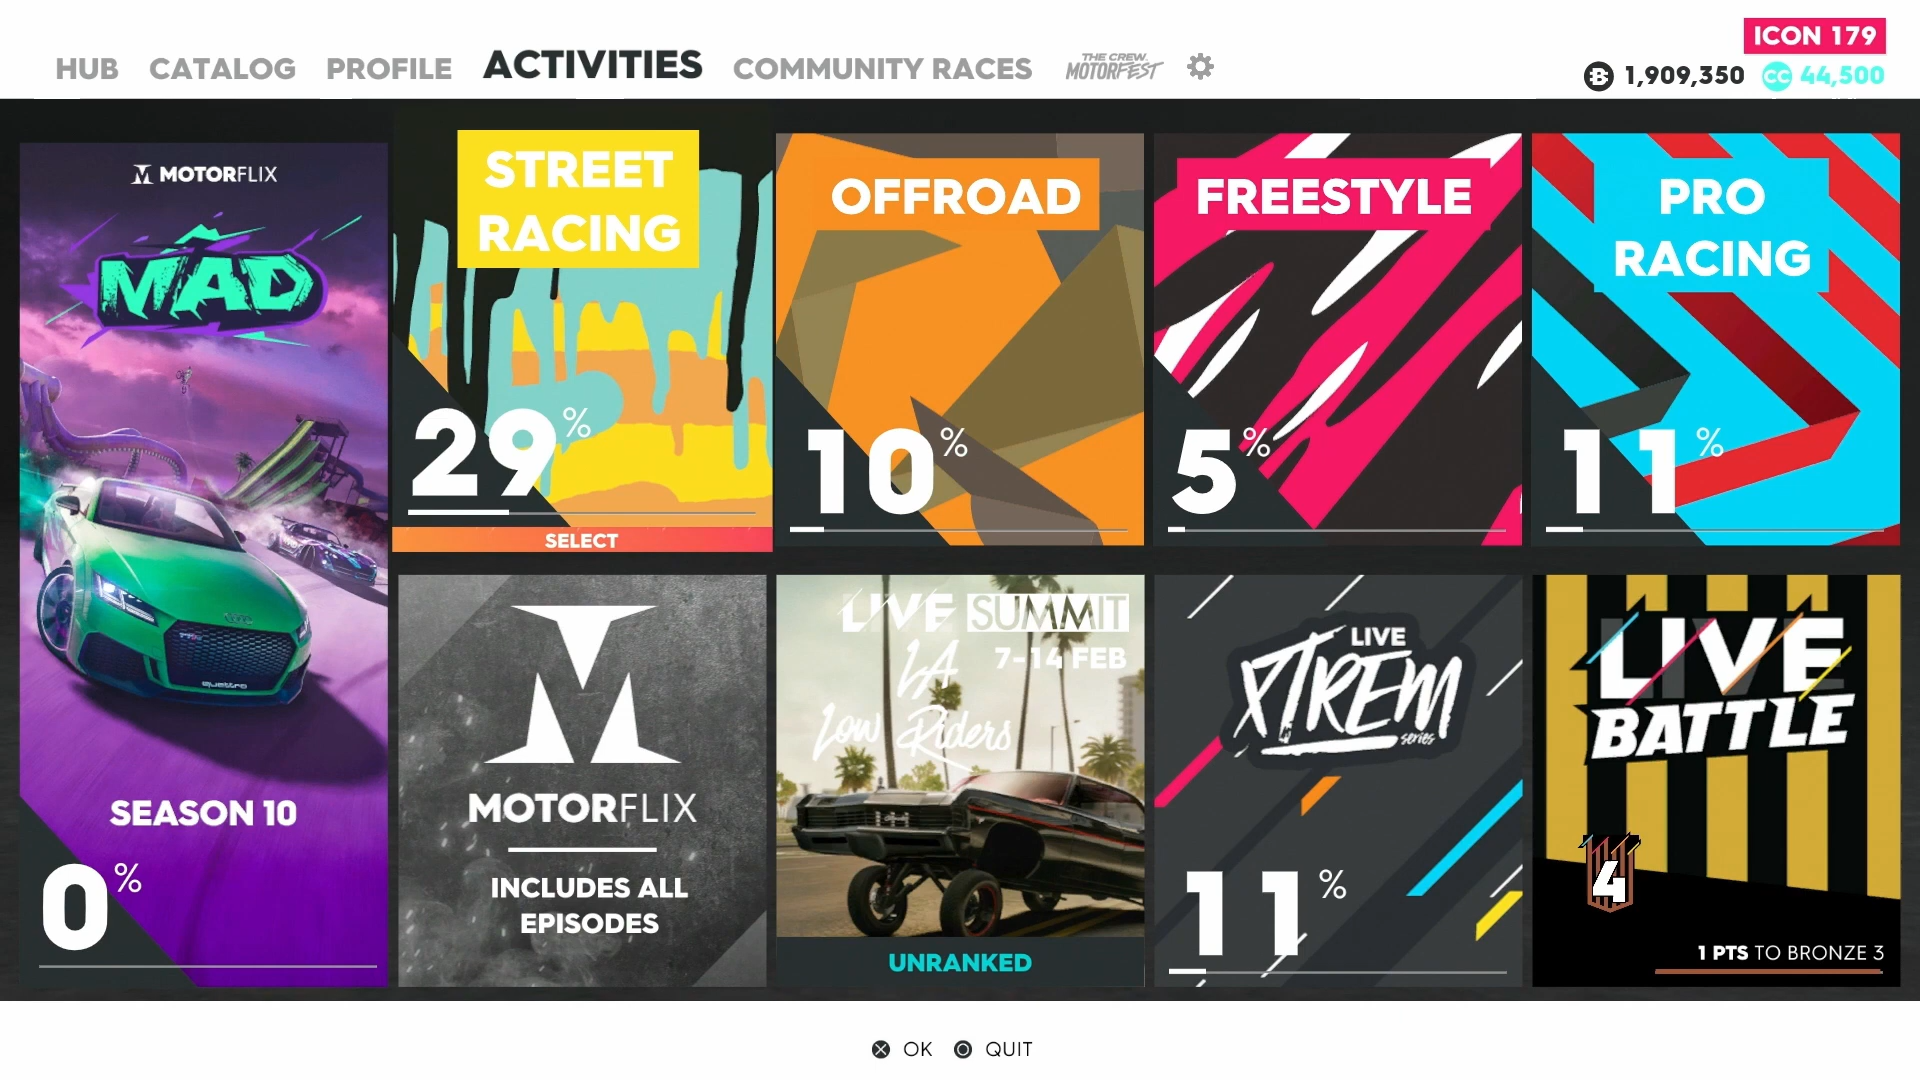 HUB CATALOG PROFILE ACTIVITIES COMMUNITY RACES THE CREW MOTORFEST
ICON 179
1,909,350 CC 44,500
MOTORFLIX
MAD
quattro
SEASON 10
0%
STREET
RACING
29%
SELECT
OFFROAD
10%
FREESTYLE
5%
PRO
RACING
11%
MOTORFLIX
INCLUDES ALL
EPISODES
LIVE SUMMIT
7-14 FEB
LA
Low Riders
UNRANKED
LIVE
XTREM
series
11%
LIVE
BATTLE
4
1 PTS TO BRONZE 3
OK QUIT